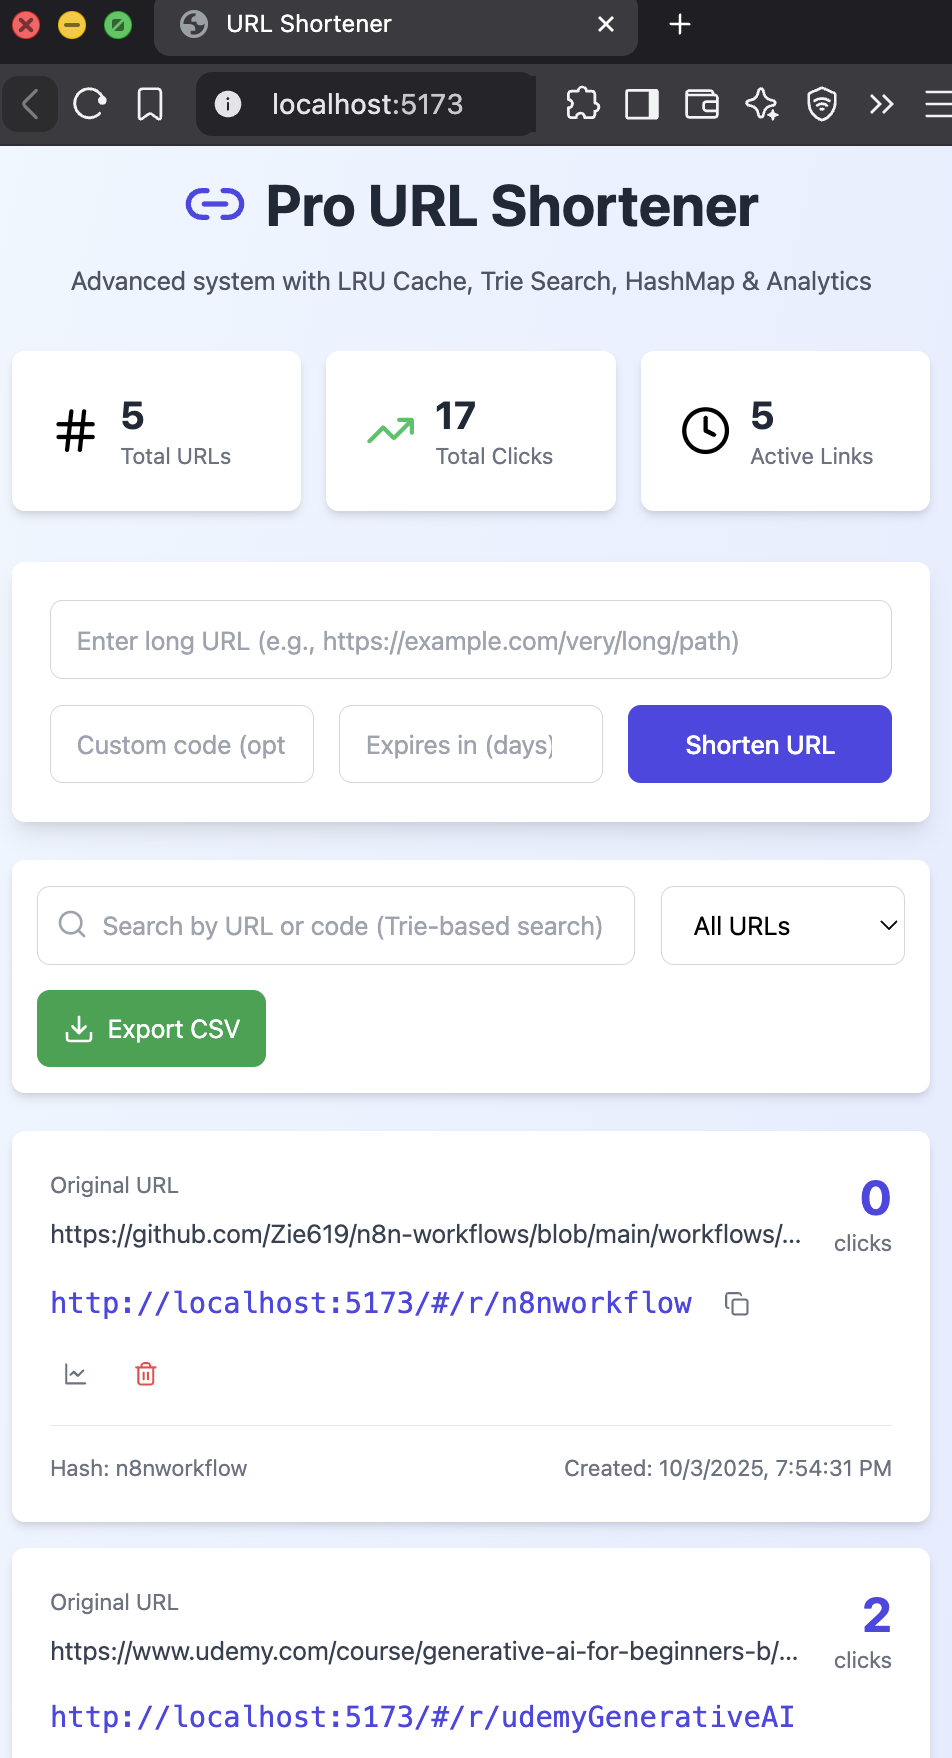 URL Shortener
localhost:5173
Pro URL Shortener
Advanced system with LRU Cache, Trie Search, HashMap & Analytics
5
Total URLs
17
Total Clicks
5
Active Links
Enter long URL (e.g., https://example.com/very/long/path)
Custom code (opt
Expires in (days)
Shorten URL
Search by URL or code (Trie-based search)
All URLs
Export CSV
Original URL
0
https://github.com/Zie619/n8n-workflows/blob/main/workflows/...
clicks
http://localhost:5173/#/r/n8nworkflow
Hash: n8nworkflow
Created: 10/3/2025, 7:54:31 PM
Original URL
2
https://www.udemy.com/course/generative-ai-for-beginners-b/...
clicks
http://localhost:5173/#/r/udemyGenerativeAI